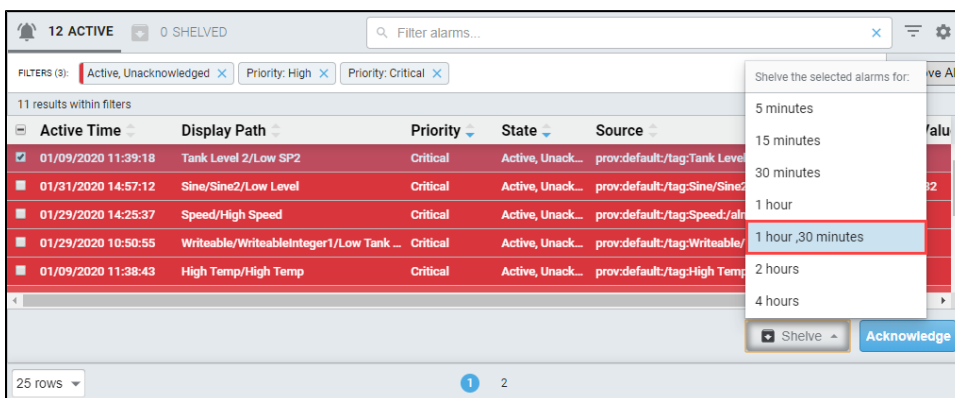 12 ACTIVE 0 SHELVED Filter alarms...
FILTERS (3): Active, Unacknowledged Priority: High Priority: Critical
11 results within filters
Active Time Display Path Priority State Source
01/09/2020 11:39:18 Tank Level 2/Low SP2 Critical Active, Unack... prov:default:/tag:Tank Level
01/31/2020 14:57:12 Sine/Sine2/Low Level Critical Active, Unack... prov:default:/tag:Sine/Sine2
01/29/2020 14:25:37 Speed/High Speed Critical Active, Unack... prov:default:/tag:Speed:/aln
01/29/2020 10:50:55 Writeable/WriteableInteger1/Low Tank ... Critical Active, Unack... prov:default:/tag:Writeable/
01/09/2020 11:38:43 High Temp/High Temp Critical Active, Unack... prov:default:/tag:High Temp
Shelve the selected alarms for:
5 minutes
15 minutes
30 minutes
1 hour
1 hour ,30 minutes
2 hours
4 hours
Shelve Acknowledge
25 rows 1 2